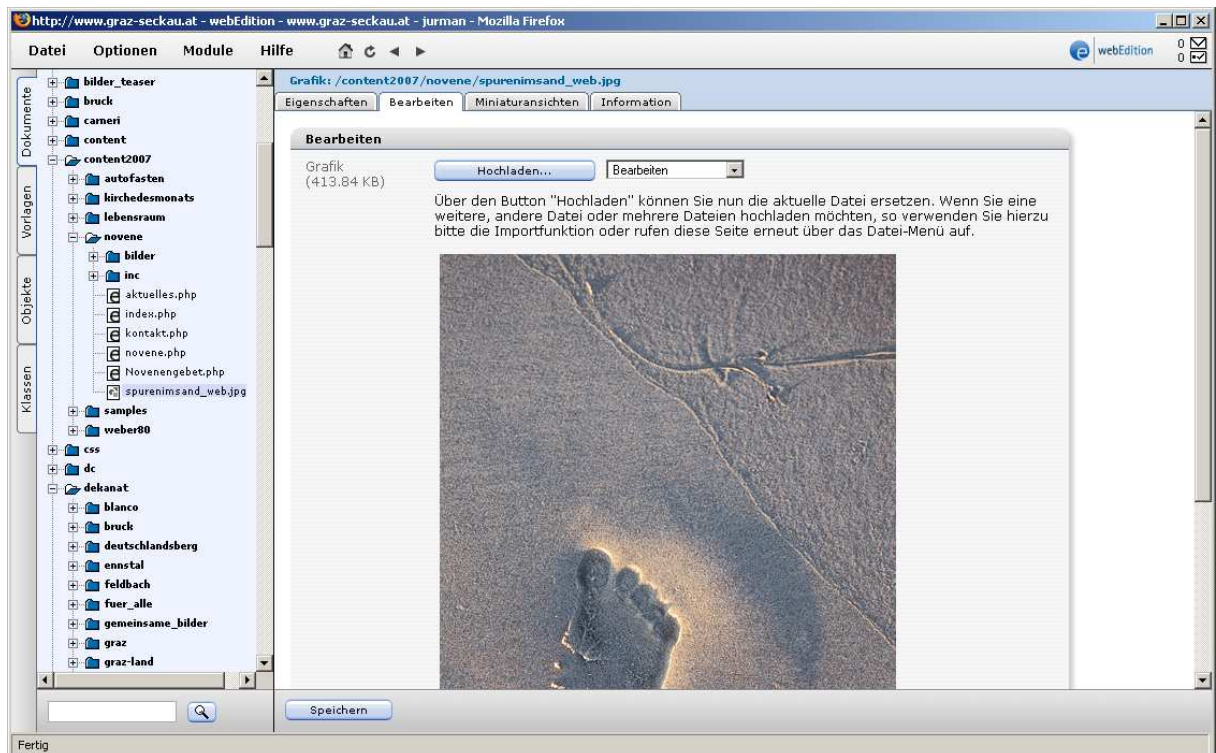 http://www.graz-seckau.at - webEdition - www.graz-seckau.at - jurman - Mozilla Firefox
Datei Optionen Module Hilfe
webEdition
0
0
Dokumente
Vorlagen
Objekte
Klassen
bilder_teaser
bruck
carneri
content
content2007
autofasten
kirchedesmonats
lebensraum
novene
bilder
inc
aktuelles.php
index.php
kontakt.php
novene.php
Novenengebet.php
spurenimsand_web.jpg
samples
weber80
css
dc
dekanat
blanco
bruck
deutschlandsberg
ennstal
feldbach
fuer_alle
gemeinsame_bilder
graz
graz-land
Grafik: /content2007/novene/spurenimsand_web.jpg
Eigenschaften Bearbeiten Miniaturansichten Information
Bearbeiten
Grafik
(413.84 KB)
Hochladen... Bearbeiten
Über den Button "Hochladen" können Sie nun die aktuelle Datei ersetzen. Wenn Sie eine
weitere, andere Datei oder mehrere Dateien hochladen möchten, so verwenden Sie hierzu
bitte die Importfunktion oder rufen diese Seite erneut über das Datei-Menü auf.
Speichern
Fertig